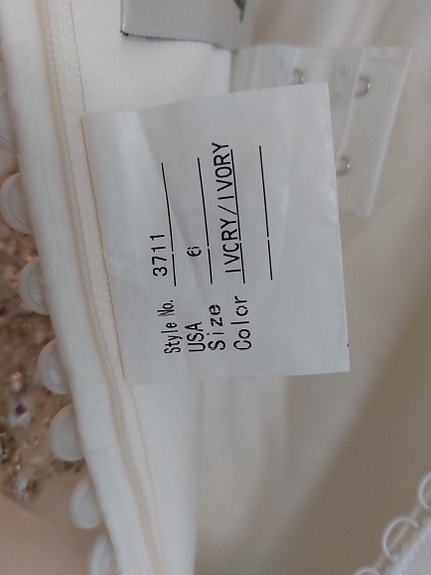 Style No. 3711
USA 6
Size
Color IVCRY/IVORY